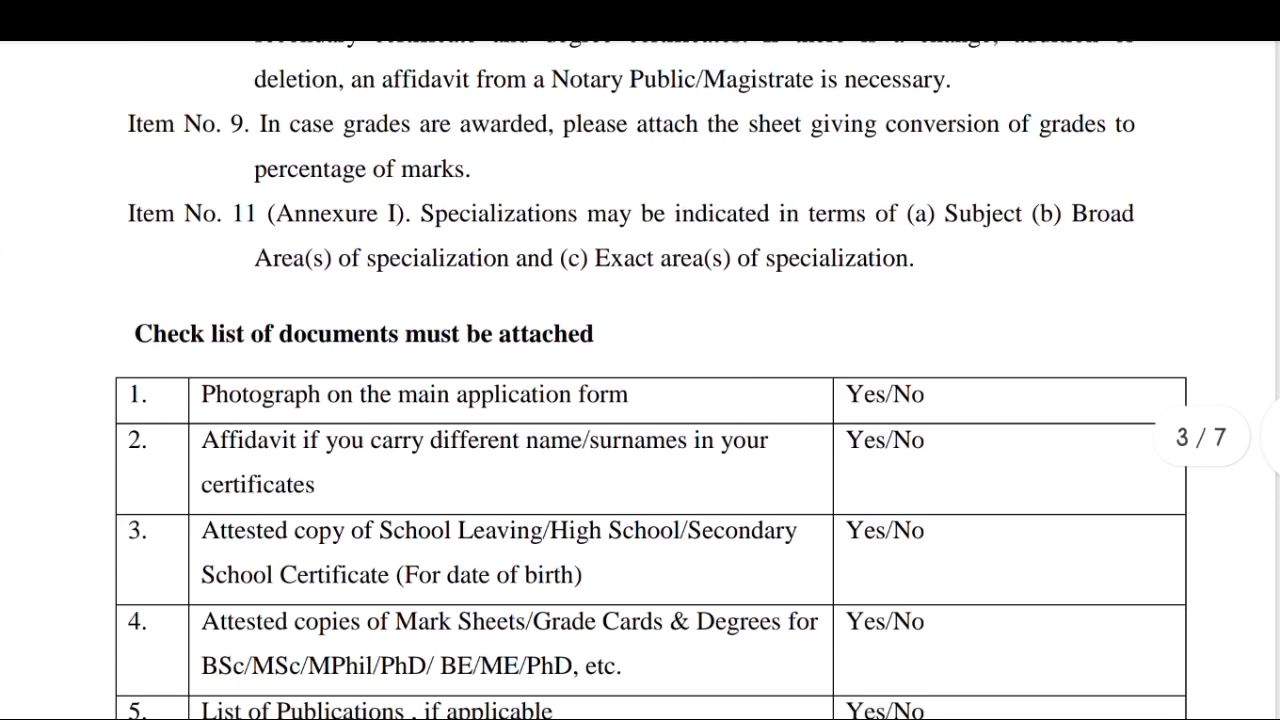 deletion, an affidavit from a Notary Public/Magistrate is necessary.
Item No. 9. In case grades are awarded, please attach the sheet giving conversion of grades to
percentage of marks.
Item No. 11 (Annexure I). Specializations may be indicated in terms of (a) Subject (b) Broad
Area(s) of specialization and (c) Exact area(s) of specialization.
Check list of documents must be attached
1. Photograph on the main application form Yes/No
2. Affidavit if you carry different name/surnames in your Yes/No
certificates
3 / 7
3. Attested copy of School Leaving/High School/Secondary Yes/No
School Certificate (For date of birth)
4. Attested copies of Mark Sheets/Grade Cards & Degrees for Yes/No
BSc/MSc/MPhil/PhD/ BE/ME/PhD, etc.
5. List of Publications , if applicable Yes/No